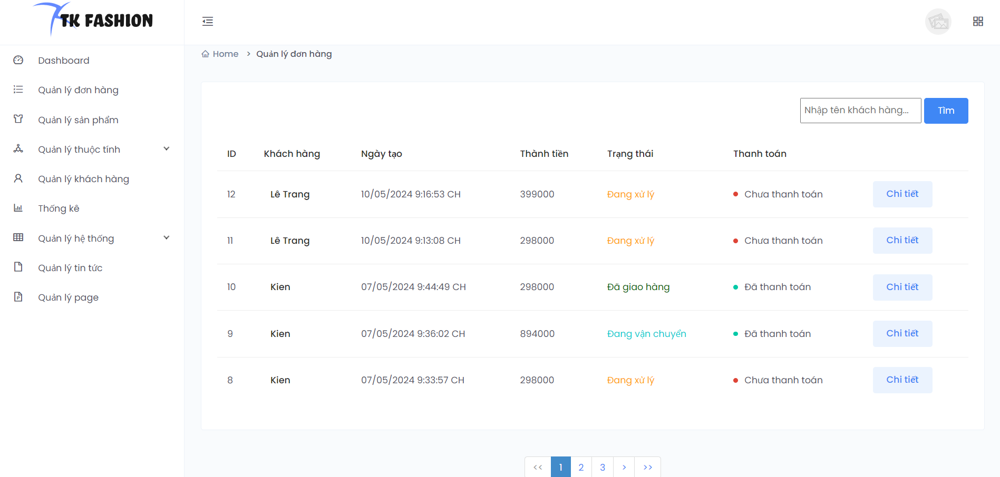 TK FASHION
Dashboard
Quản lý đơn hàng
Quản lý sản phẩm
Quản lý thuộc tính
Quản lý khách hàng
Thống kê
Quản lý hệ thống
Quản lý tin tức
Quản lý page
Home > Quản lý đơn hàng
Nhập tên khách hàng... Tìm
ID Khách hàng Ngày tạo Thành tiền Trạng thái Thanh toán
12 Lê Trang 10/05/2024 9:16:53 CH 399000 Đang xử lý Chưa thanh toán Chi tiết
11 Lê Trang 10/05/2024 9:13:08 CH 298000 Đang xử lý Chưa thanh toán Chi tiết
10 Kien 07/05/2024 9:44:49 CH 298000 Đã giao hàng Đã thanh toán Chi tiết
9 Kien 07/05/2024 9:36:02 CH 894000 Đang vận chuyển Đã thanh toán Chi tiết
8 Kien 07/05/2024 9:33:57 CH 298000 Đang xử lý Chưa thanh toán Chi tiết
<< 1 2 3 > >>